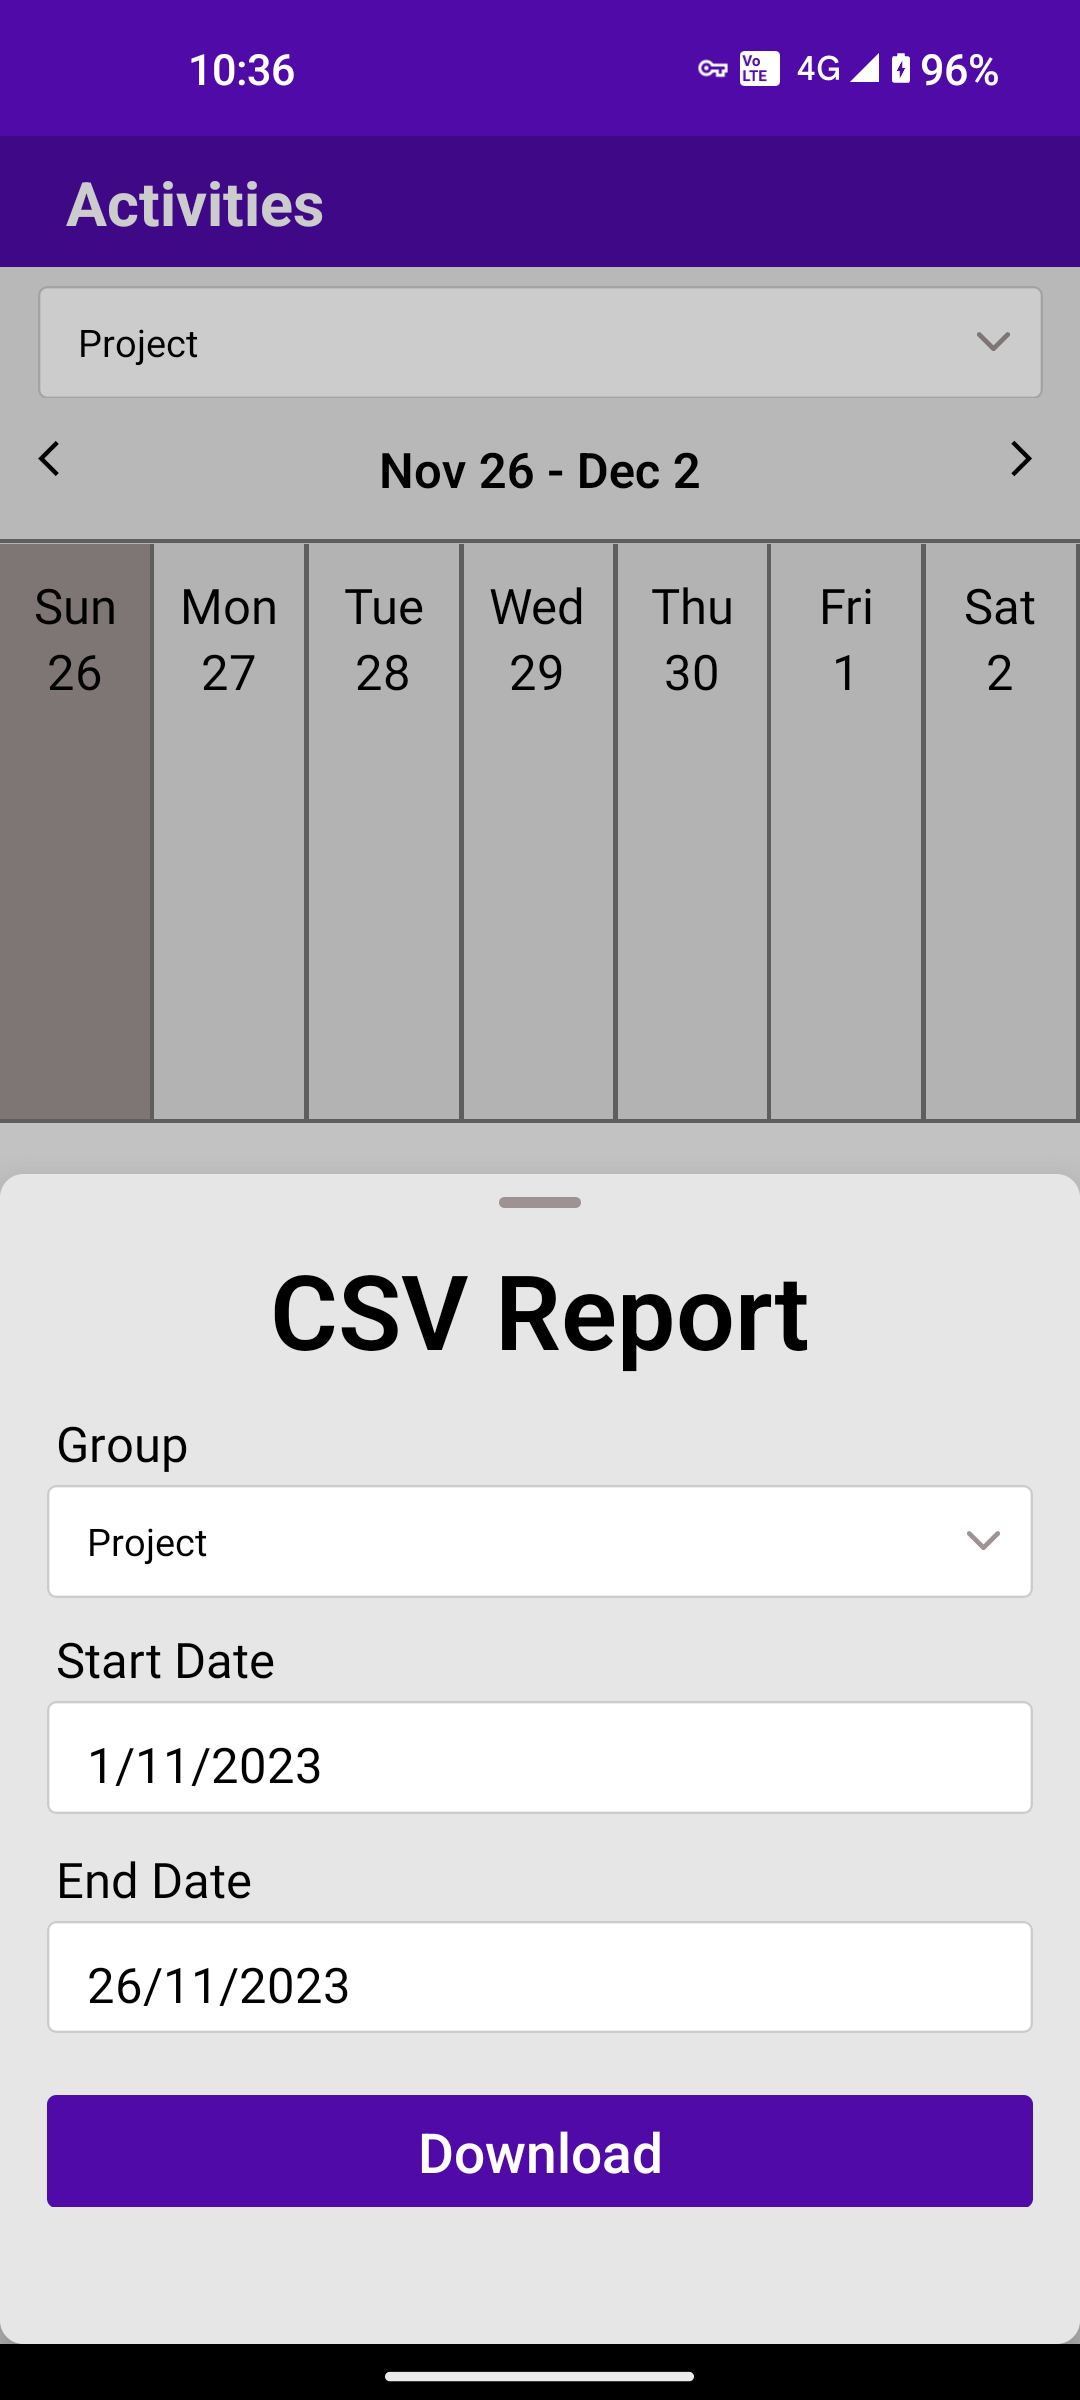 10:36 Vo LTE 4G 96%
Activities
Project
Nov 26 - Dec 2
Sun Mon Tue Wed Thu Fri Sat
26 27 28 29 30 1 2
CSV Report
Group
Project
Start Date
1/11/2023
End Date
26/11/2023
Download